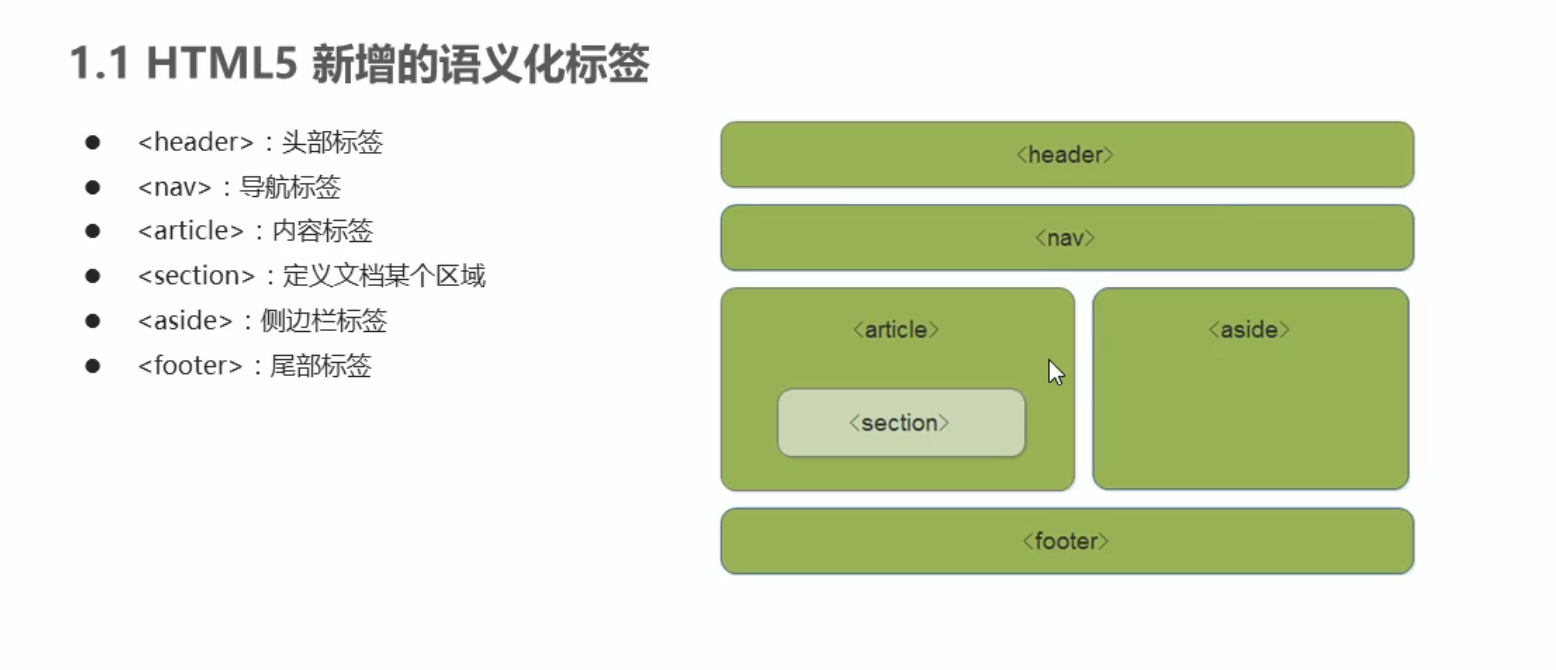 1.1 HTML5 新增的语义化标签
● <header>：头部标签
● <nav>：导航标签
● <article>：内容标签
● <section>：定义文档某个区域
● <aside>：侧边栏标签
● <footer>：尾部标签
<header>
<nav>
<article>
<aside>
<section>
<footer>